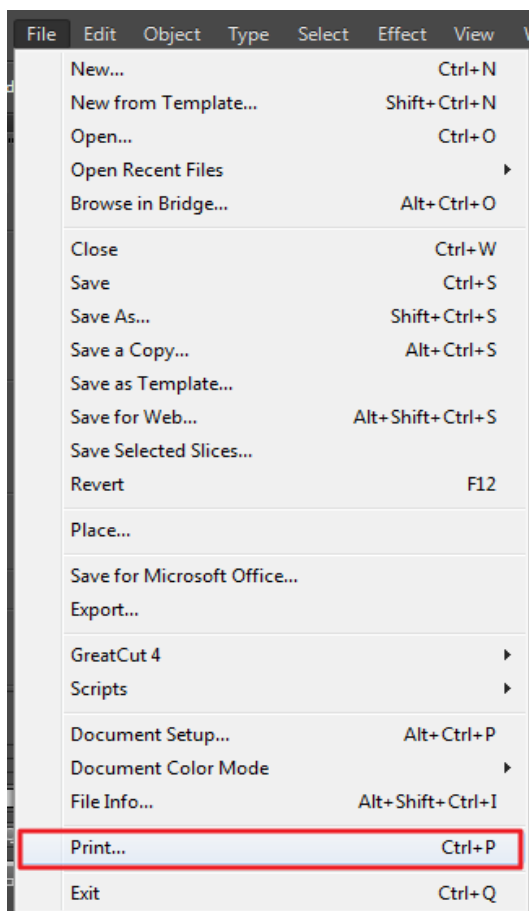 File Edit Object Type Select Effect View
New... Ctrl+N
New from Template... Shift+Ctrl+N
Open... Ctrl+O
Open Recent Files
Browse in Bridge... Alt+Ctrl+O
Close Ctrl+W
Save Ctrl+S
Save As... Shift+Ctrl+S
Save a Copy... Alt+Ctrl+S
Save as Template...
Save for Web... Alt+Shift+Ctrl+S
Save Selected Slices...
Revert F12
Place...
Save for Microsoft Office...
Export...
GreatCut 4
Scripts
Document Setup... Alt+Ctrl+P
Document Color Mode
File Info... Alt+Shift+Ctrl+I
Print... Ctrl+P
Exit Ctrl+Q